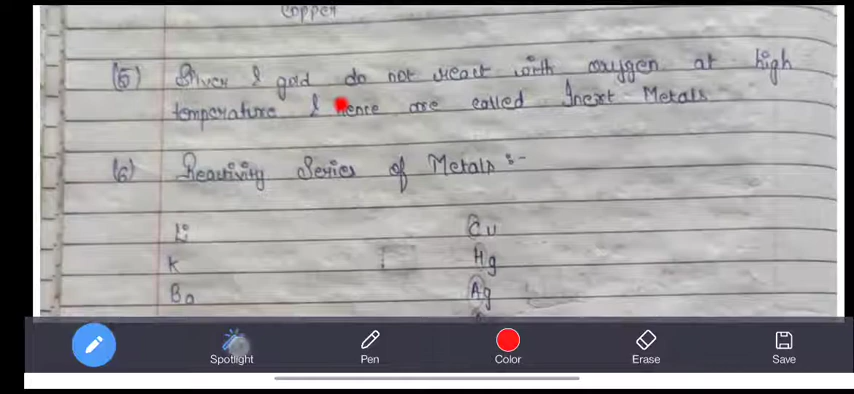 Copper
(5) Silver & gold do not react with oxygen at high
temperature & hence are called Inert Metals
(6) Reactivity Series of Metals :-
Li Cu
K Hg
Ba Ag
Spotlight Pen Color Erase Save